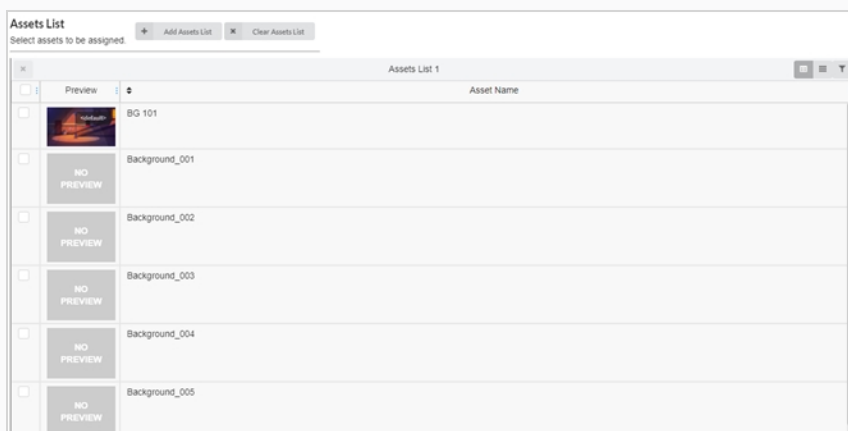 Assets List
Select assets to be assigned.
Add Assets List
Clear Assets List
Assets List 1
Preview
Asset Name
<default>
BG 101
NO
PREVIEW
Background_001
NO
PREVIEW
Background_002
NO
PREVIEW
Background_003
NO
PREVIEW
Background_004
NO
PREVIEW
Background_005